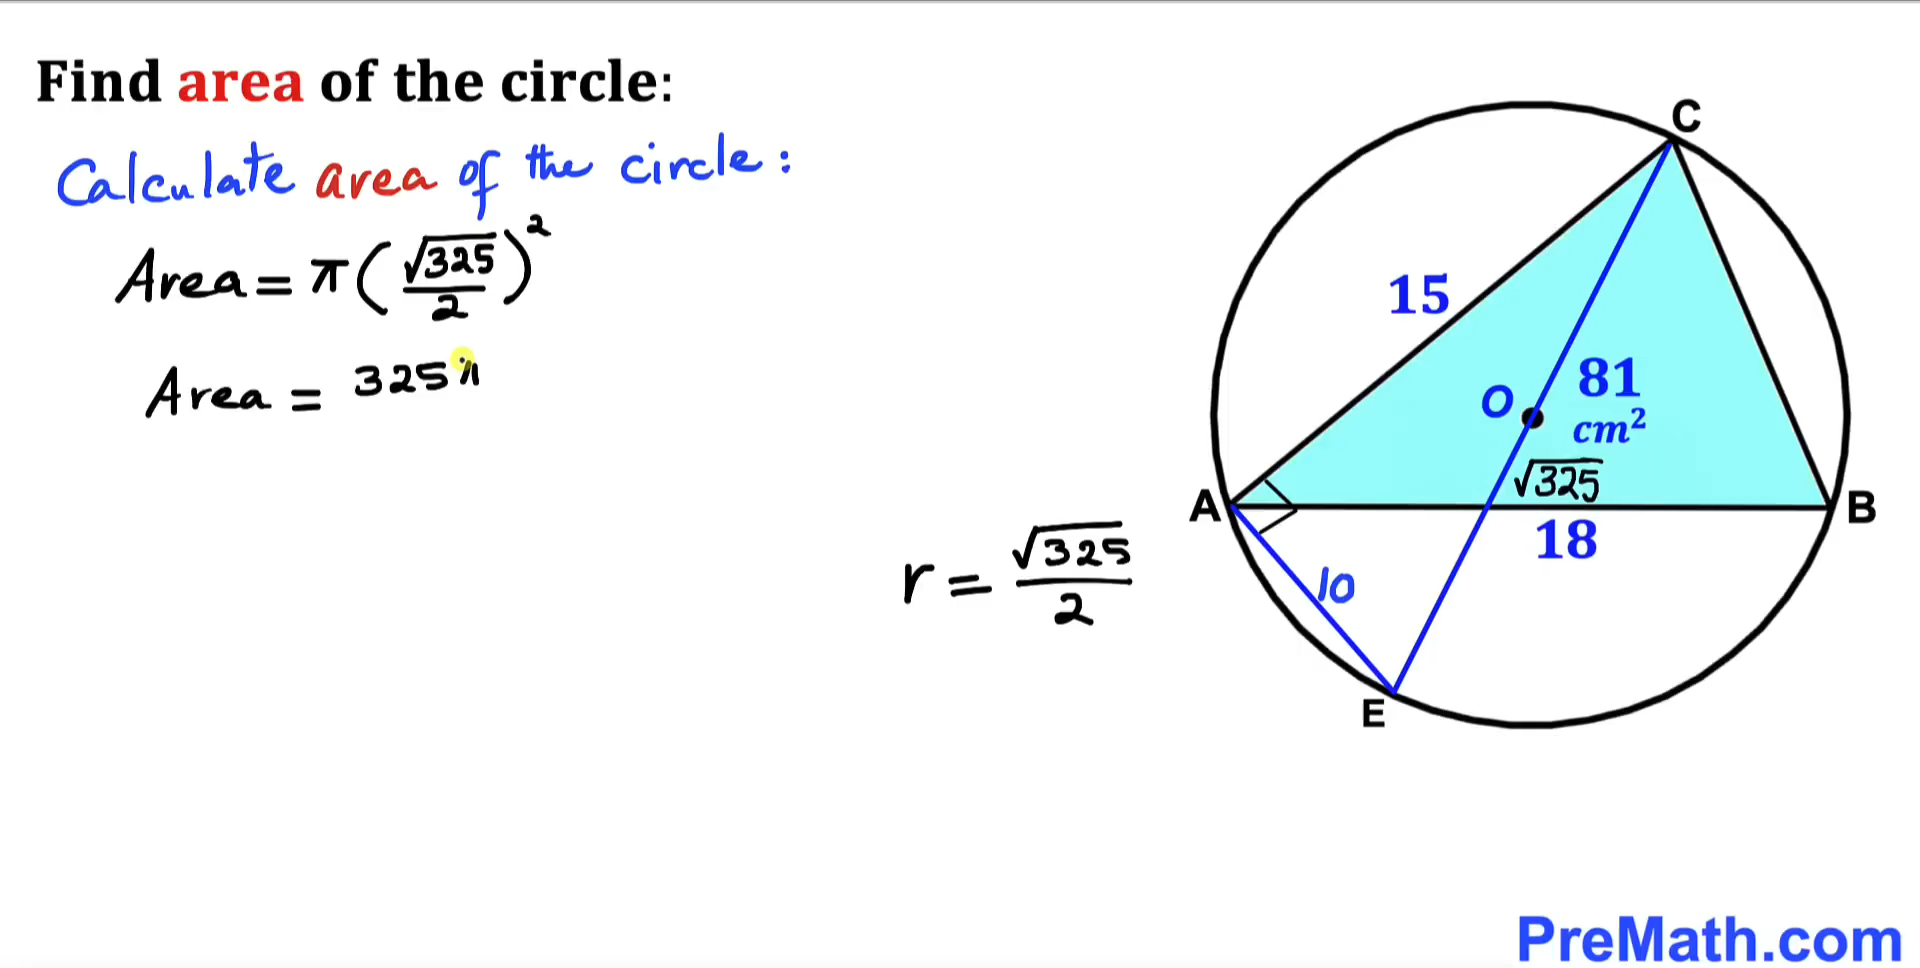 Find area of the circle:
Calculate area of the circle:
Area = π(√325/2)²
Area = 325π
r = √325/2
C
15
81
O
cm²
√325
A
B
18
10
E
PreMath.com